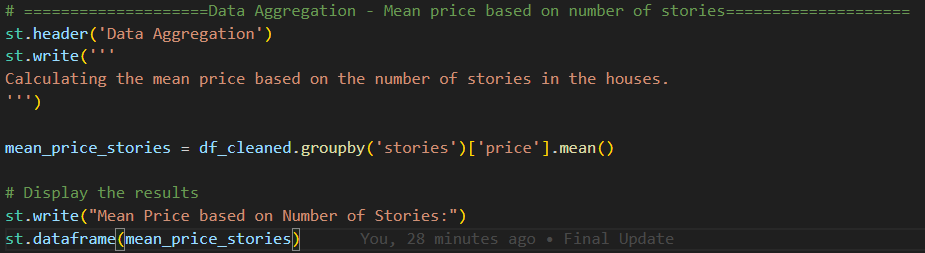 # ====================Data Aggregation - Mean price based on number of stories====================
st.header('Data Aggregation')
st.write('''
Calculating the mean price based on the number of stories in the houses.
''')
mean_price_stories = df_cleaned.groupby('stories')['price'].mean()
# Display the results
st.write("Mean Price based on Number of Stories:")
st.dataframe(mean_price_stories) You, 28 minutes ago • Final Update